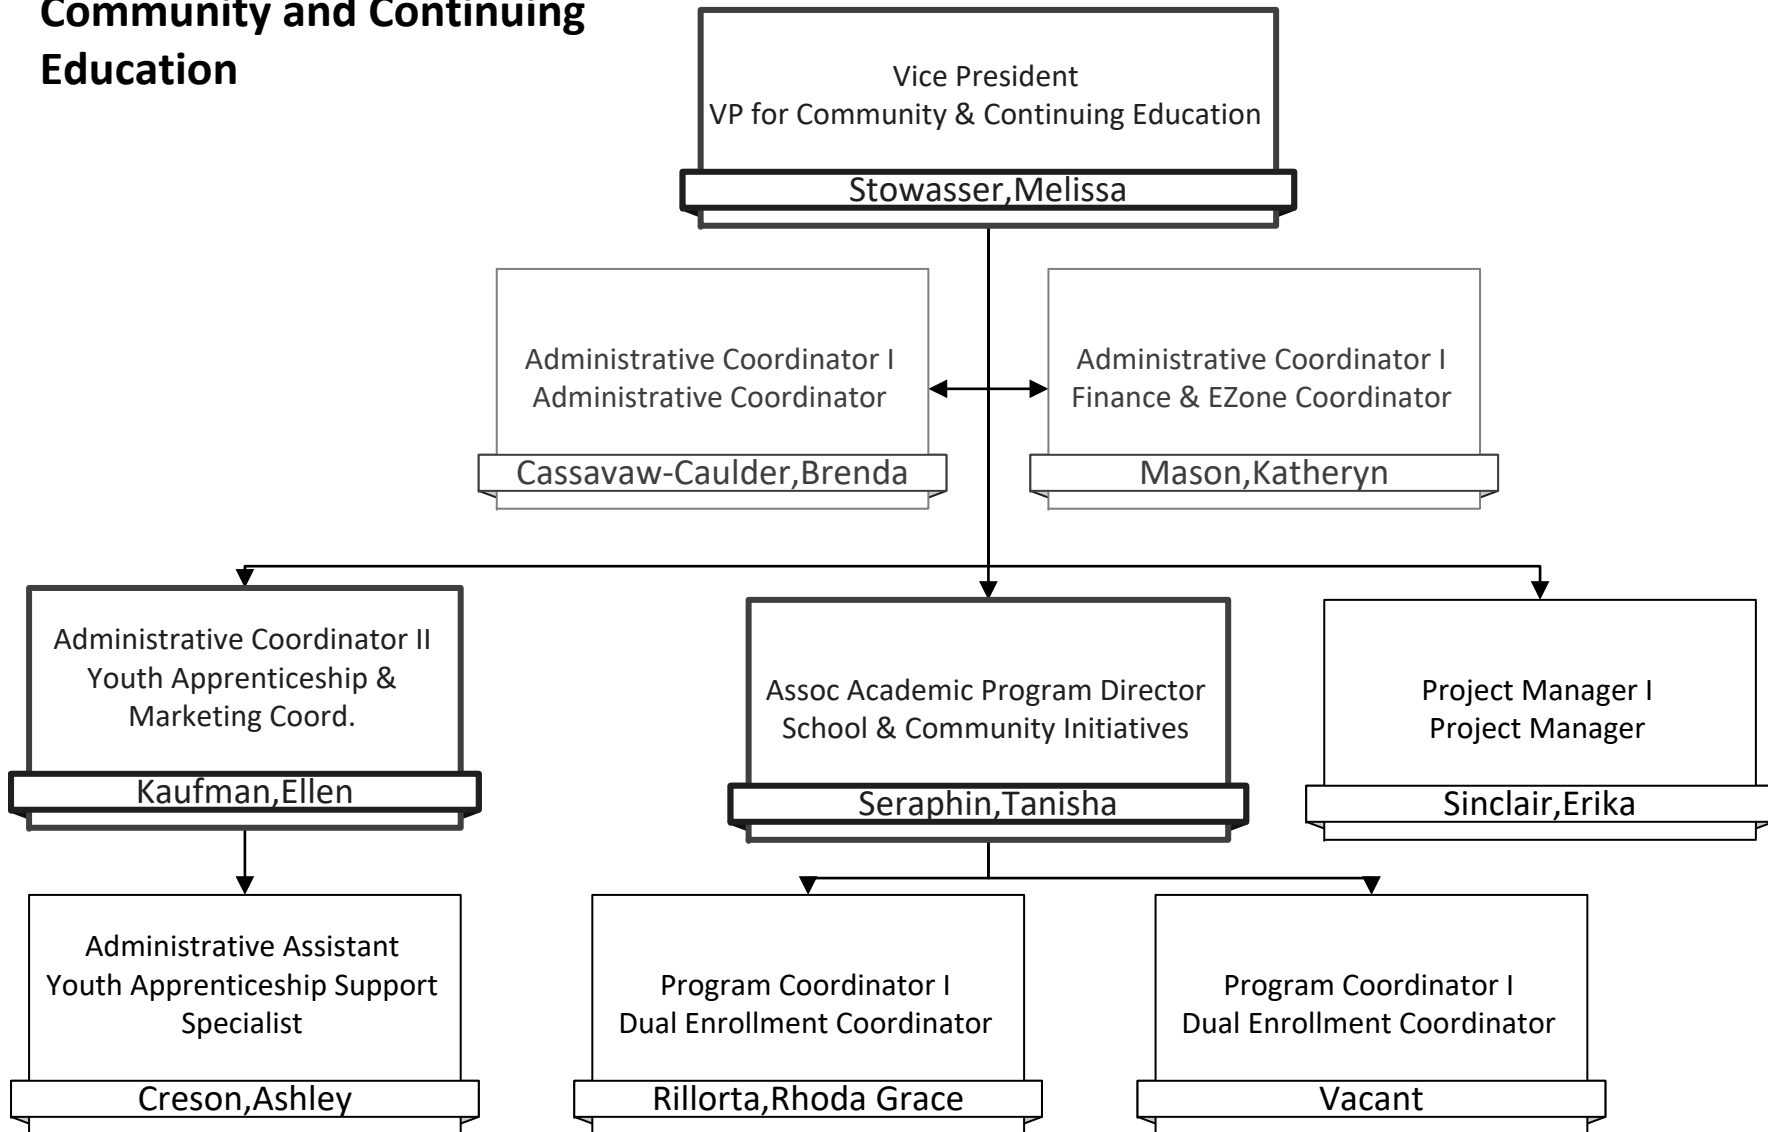 Community and Continuing
Education
Vice President
VP for Community & Continuing Education
Stowasser,Melissa
Administrative Coordinator I
Administrative Coordinator
Cassavaw-Caulder,Brenda
Administrative Coordinator I
Finance & EZone Coordinator
Mason,Katheryn
Administrative Coordinator II
Youth Apprenticeship &
Marketing Coord.
Kaufman,Ellen
Assoc Academic Program Director
School & Community Initiatives
Seraphin,Tanisha
Project Manager I
Project Manager
Sinclair,Erika
Administrative Assistant
Youth Apprenticeship Support
Specialist
Creson,Ashley
Program Coordinator I
Dual Enrollment Coordinator
Rillorta,Rhoda Grace
Program Coordinator I
Dual Enrollment Coordinator
Vacant